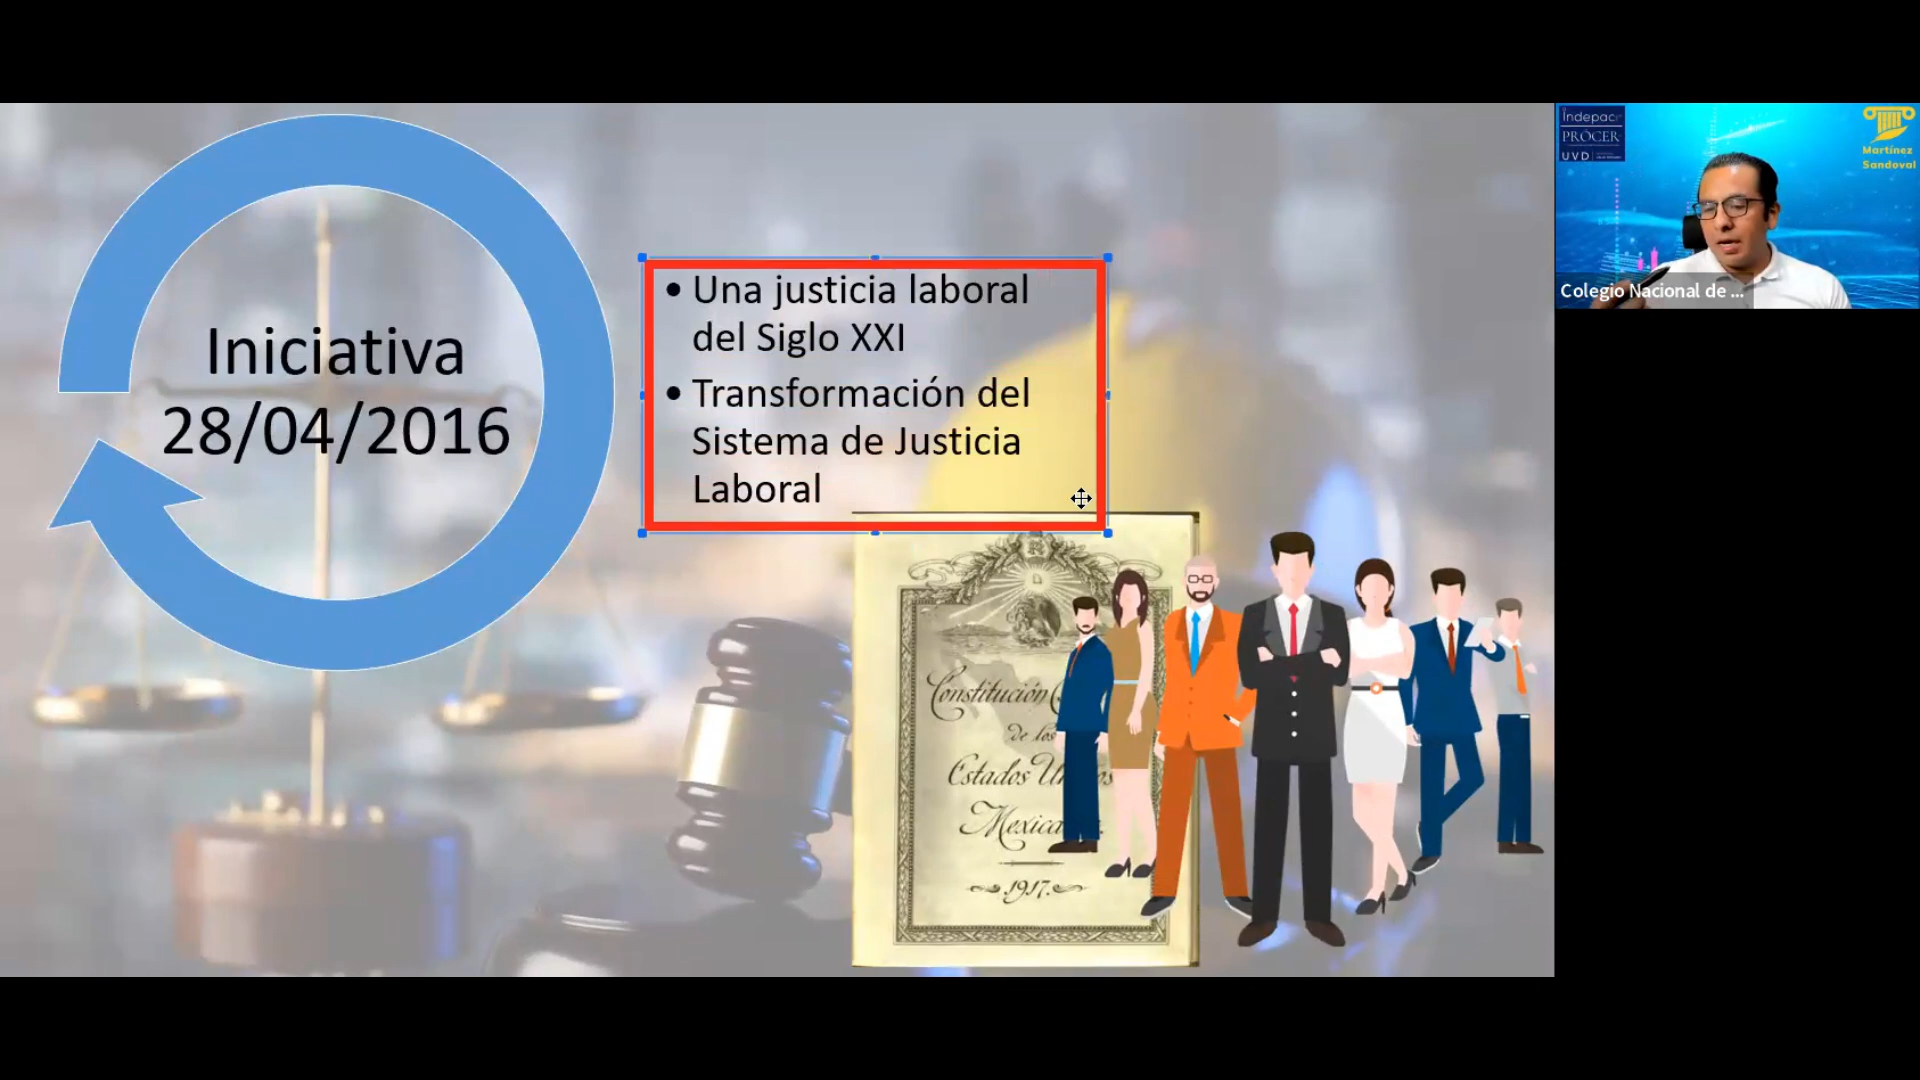 Iniciativa
28/04/2016
• Una justicia laboral
del Siglo XXI
• Transformación del
Sistema de Justicia
Laboral
Constitución
de los
Estados
Mexica
1917.
Indepac
PRÓCER
UVD
Martínez
Sandoval
Colegio Nacional de ...